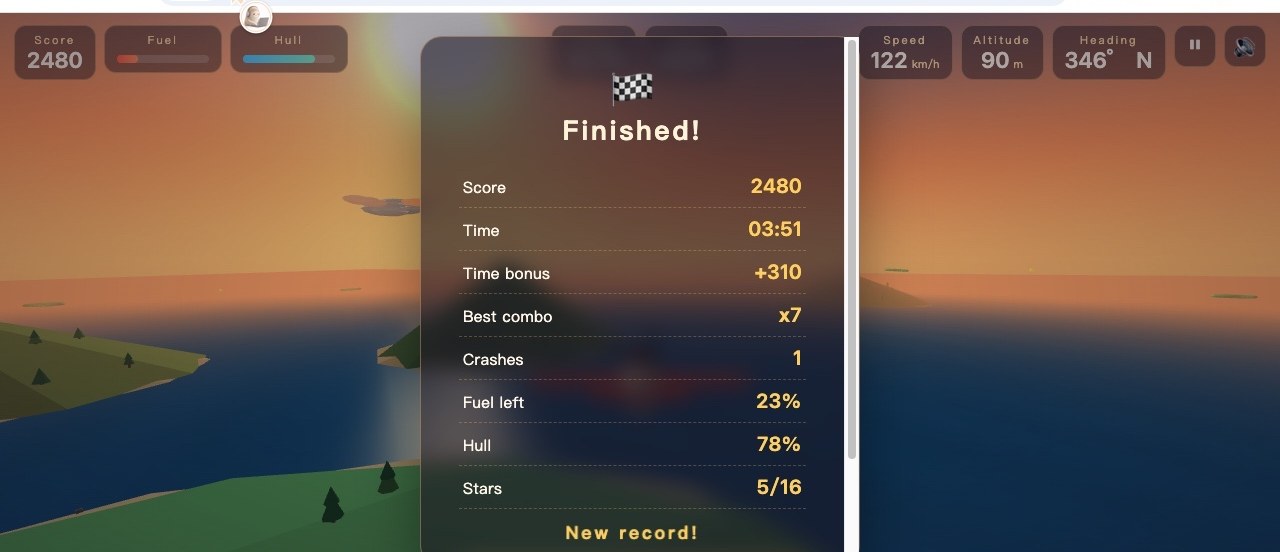 Score
2480
Fuel
Hull
Speed
122 km/h
Altitude
90 m
Heading
346° N
Finished!
Score 2480
Time 03:51
Time bonus +310
Best combo x7
Crashes 1
Fuel left 23%
Hull 78%
Stars 5/16
New record!